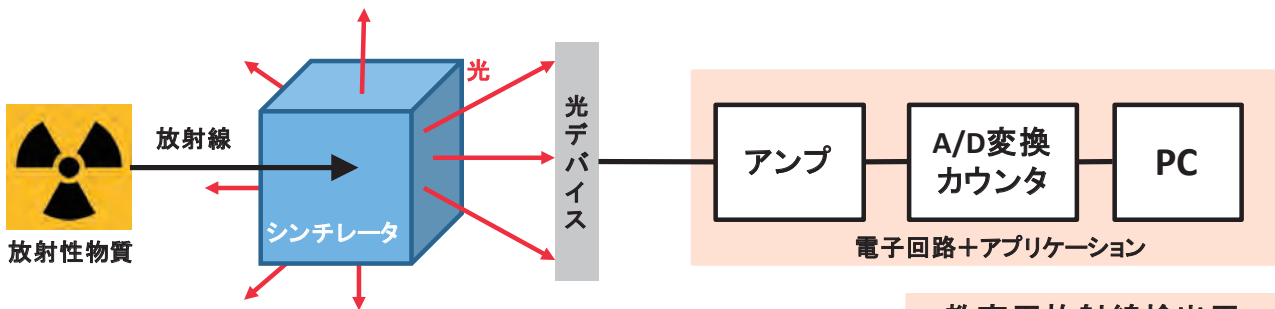 光
放射線
放射性物質
シンチレータ
光デバイス
アンプ
A/D変換
カウンタ
PC
電子回路＋アプリケーション